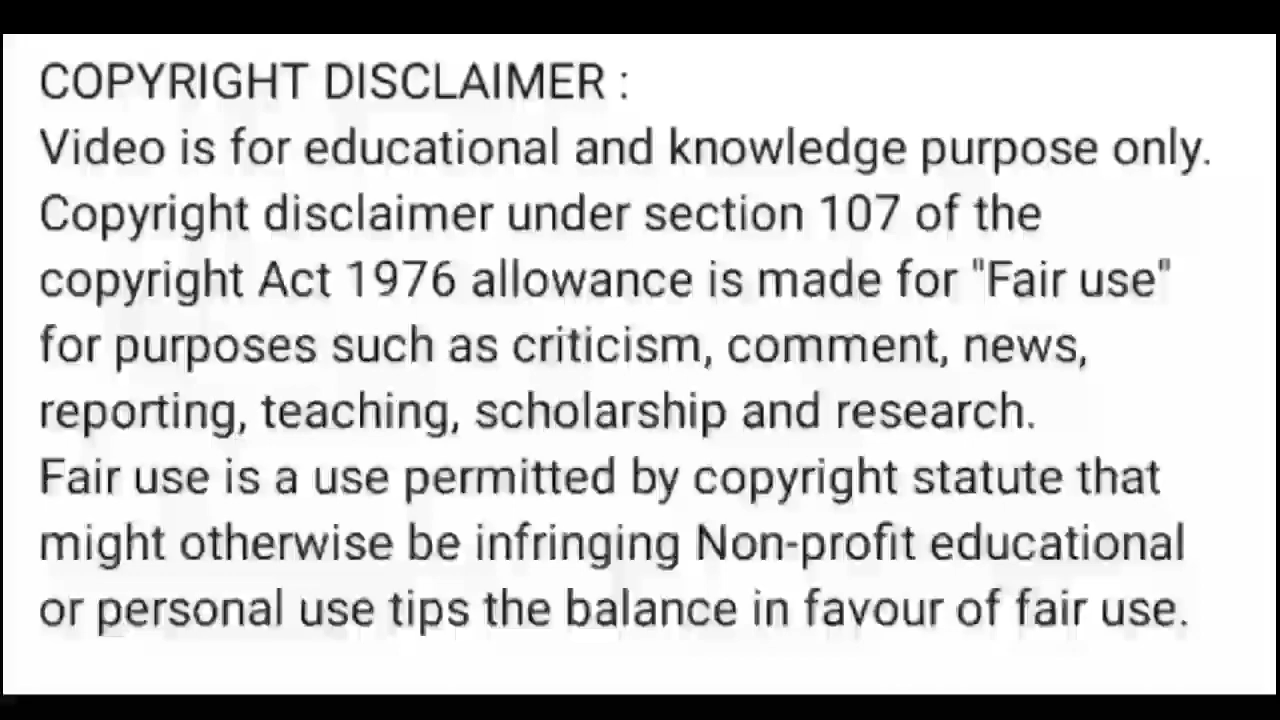 COPYRIGHT DISCLAIMER :
Video is for educational and knowledge purpose only.
Copyright disclaimer under section 107 of the
copyright Act 1976 allowance is made for "Fair use"
for purposes such as criticism, comment, news,
reporting, teaching, scholarship and research.
Fair use is a use permitted by copyright statute that
might otherwise be infringing Non-profit educational
or personal use tips the balance in favour of fair use.